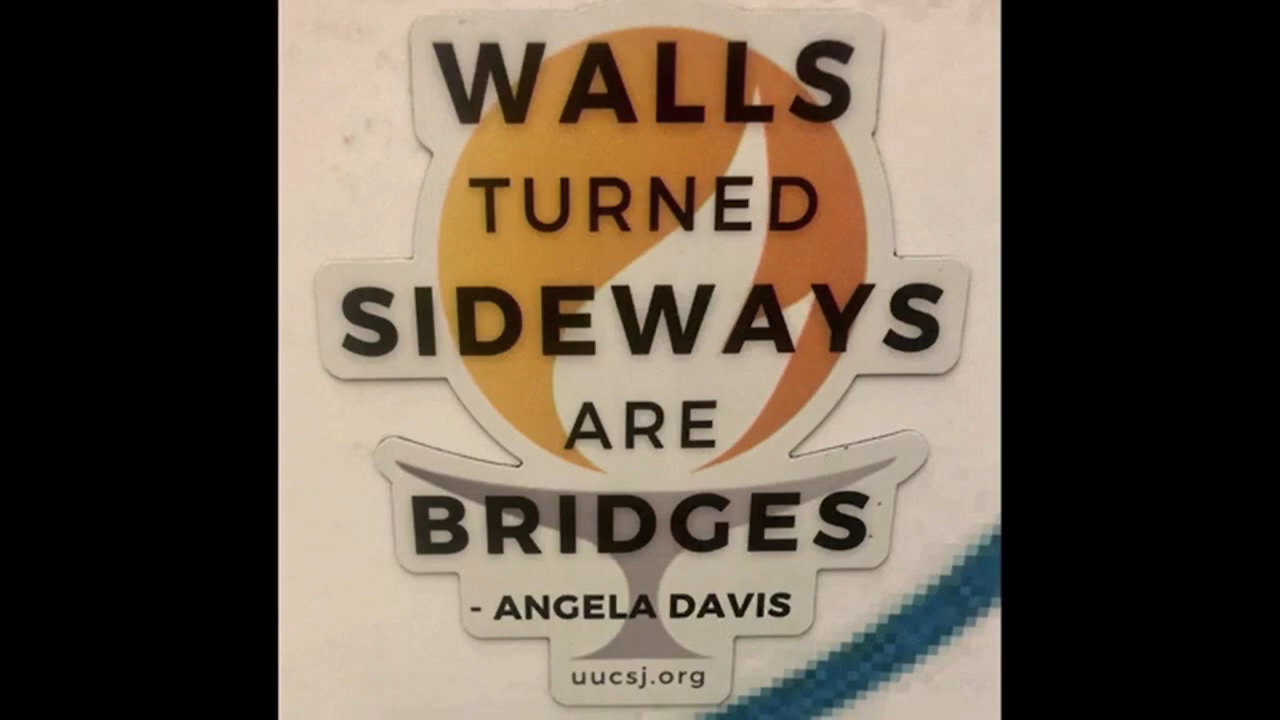 WALLS
TURNED
SIDEWAYS
ARE
BRIDGES
- ANGELA DAVIS
uucsj.org